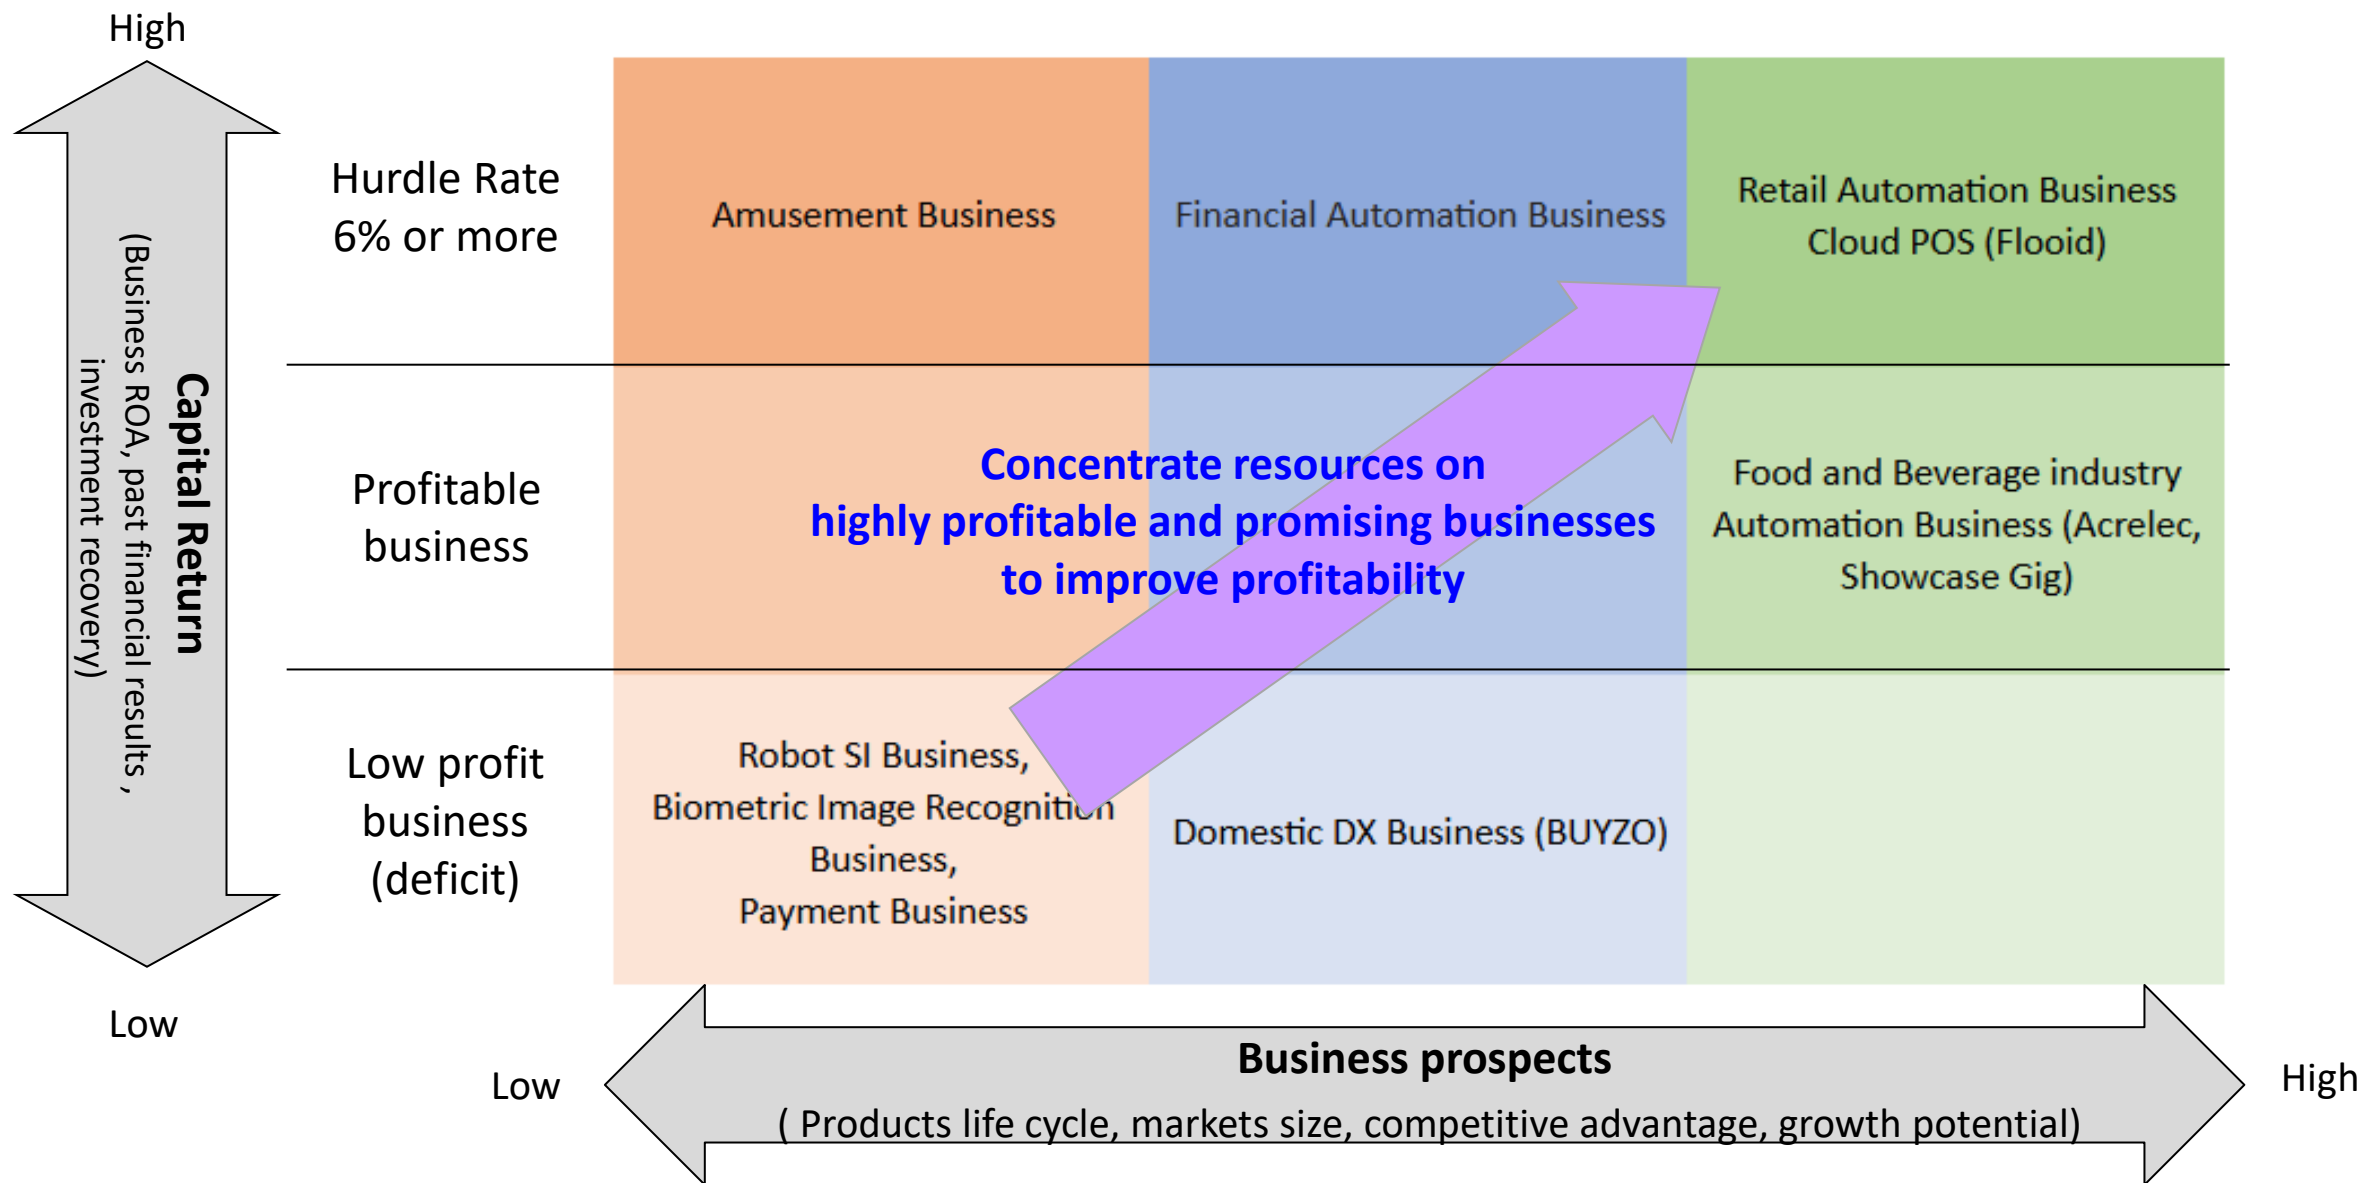 High
Capital Return
(Business ROA, past financial results ,
investment recovery)
Low
Hurdle Rate
6% or more
Amusement Business
Financial Automation Business
Retail Automation Business
Cloud POS (Flooid)
Profitable
business
Concentrate resources on
highly profitable and promising businesses
to improve profitability
Food and Beverage industry
Automation Business (Acrelec,
Showcase Gig)
Low profit
business
(deficit)
Robot SI Business,
Biometric Image Recognition
Business,
Payment Business
Domestic DX Business (BUYZO)
Low
Business prospects
( Products life cycle, markets size, competitive advantage, growth potential)
High